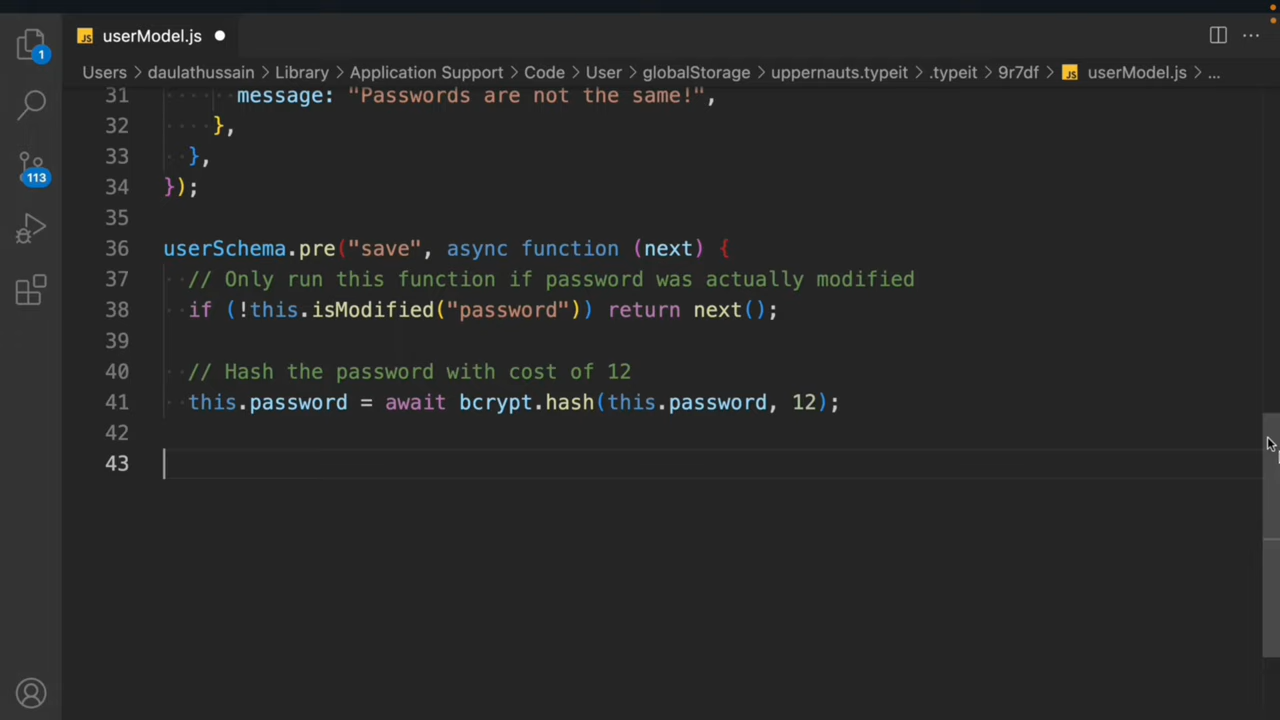 userModel.js
1
Users > daulathussain > Library > Application Support > Code > User > globalStorage > uppernauts.typeit > .typeit > 9r7df > JS userModel.js > ...
31 message: "Passwords are not the same!",
32 },
33 },
34 });
35
36 userSchema.pre("save", async function (next) {
37 // Only run this function if password was actually modified
38 if (!this.isModified("password")) return next();
39
40 // Hash the password with cost of 12
41 this.password = await bcrypt.hash(this.password, 12);
42
43
113